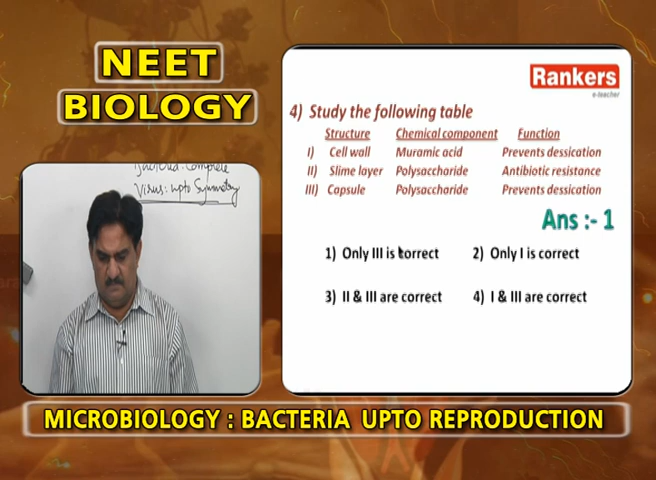 NEET
BIOLOGY
Rankers
e-teacher
4) Study the following table
Structure Chemical component Function
I) Cell wall Muramic acid Prevents dessication
II) Slime layer Polysaccharide Antibiotic resistance
III) Capsule Polysaccharide Prevents dessication
Ans :- 1
1) Only III is correct 2) Only I is correct
3) II & III are correct 4) I & III are correct
Bacteria: Complete
Virus: upto Symmetry
MICROBIOLOGY : BACTERIA UPTO REPRODUCTION